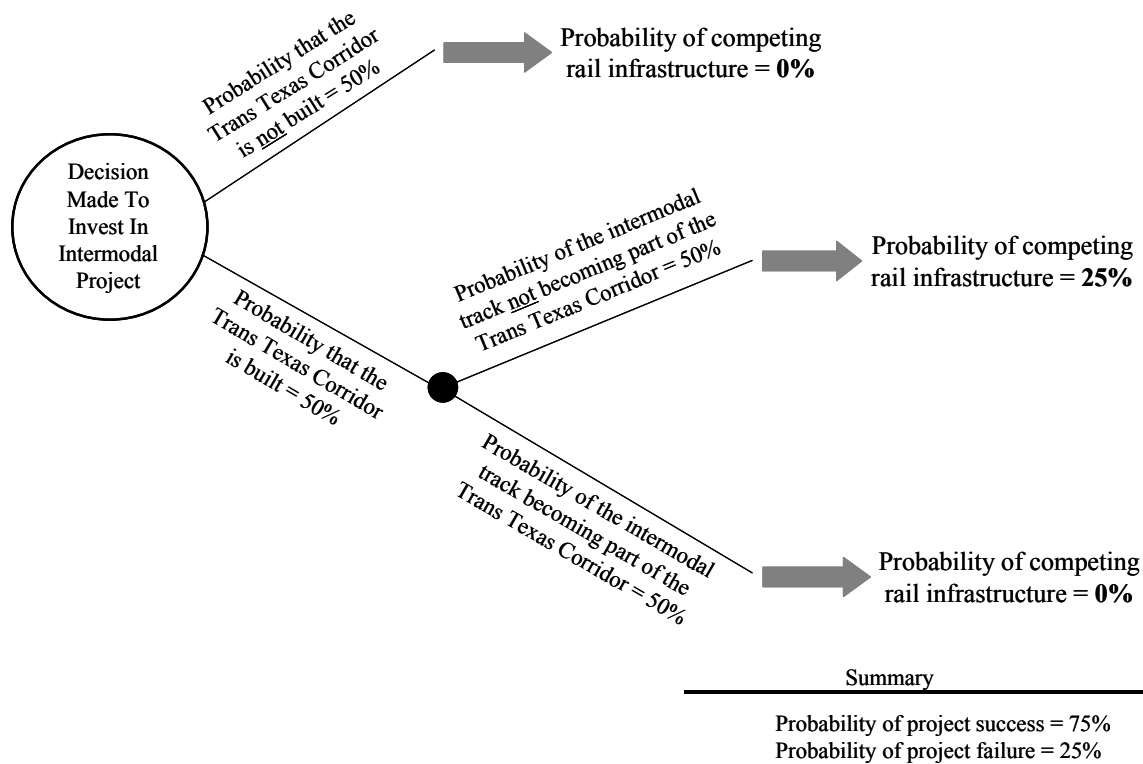 Probability that the
Trans Texas Corridor
is not built = 50%
Probability of competing
rail infrastructure = 0%
Decision
Made To
Invest In
Intermodal
Project
Probability of the intermodal
track not becoming part of the
Trans Texas Corridor = 50%
Probability of competing
rail infrastructure = 25%
Probability that the
Trans Texas Corridor
is built = 50%
Probability of the intermodal
track becoming part of the
Trans Texas Corridor = 50%
Probability of competing
rail infrastructure = 0%
Summary
Probability of project success = 75%
Probability of project failure = 25%